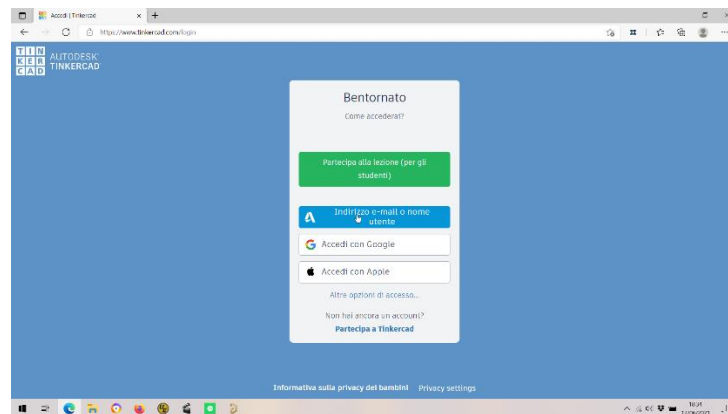 Accedi | Tinkercad
https://www.tinkercad.com/login
TIN
KER
CAD
AUTODESK
TINKERCAD
Bentornato
Come accederai?
Partecipa alla lezione (per gli
studenti)
Indirizzo e-mail o nome
utente
Accedi con Google
Accedi con Apple
Altre opzioni di accesso...
Non hai ancora un account?
Partecipa a Tinkercad
Informativa sulla privacy dei bambini Privacy settings